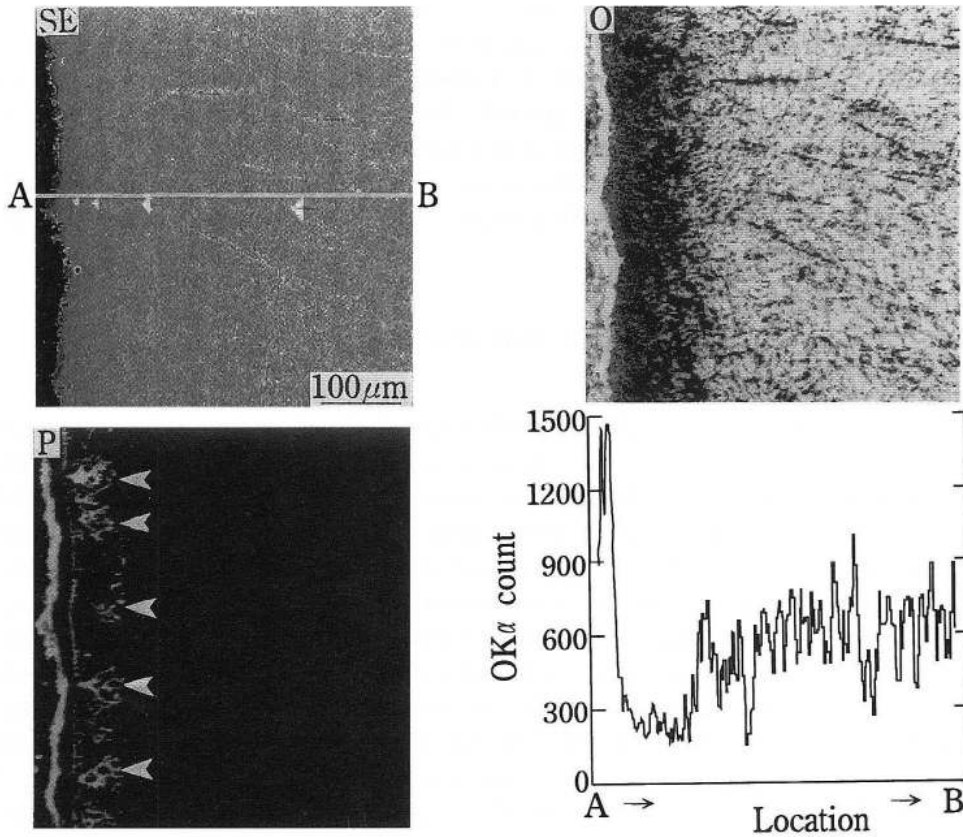 SE
A
B
100μm
O
P
1500
1200
900
600
300
0
OKα count
A → → B
Location